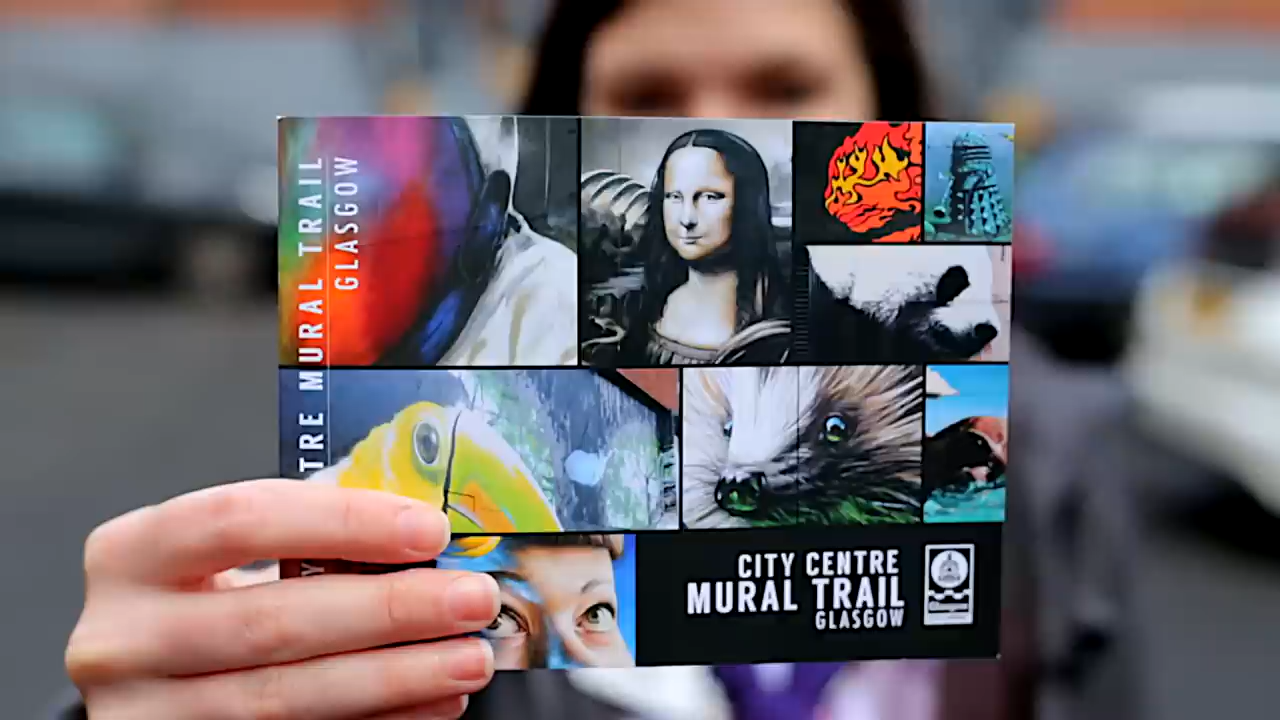 TRE MURAL TRAIL
GLASGOW
CITY CENTRE
MURAL TRAIL
GLASGOW